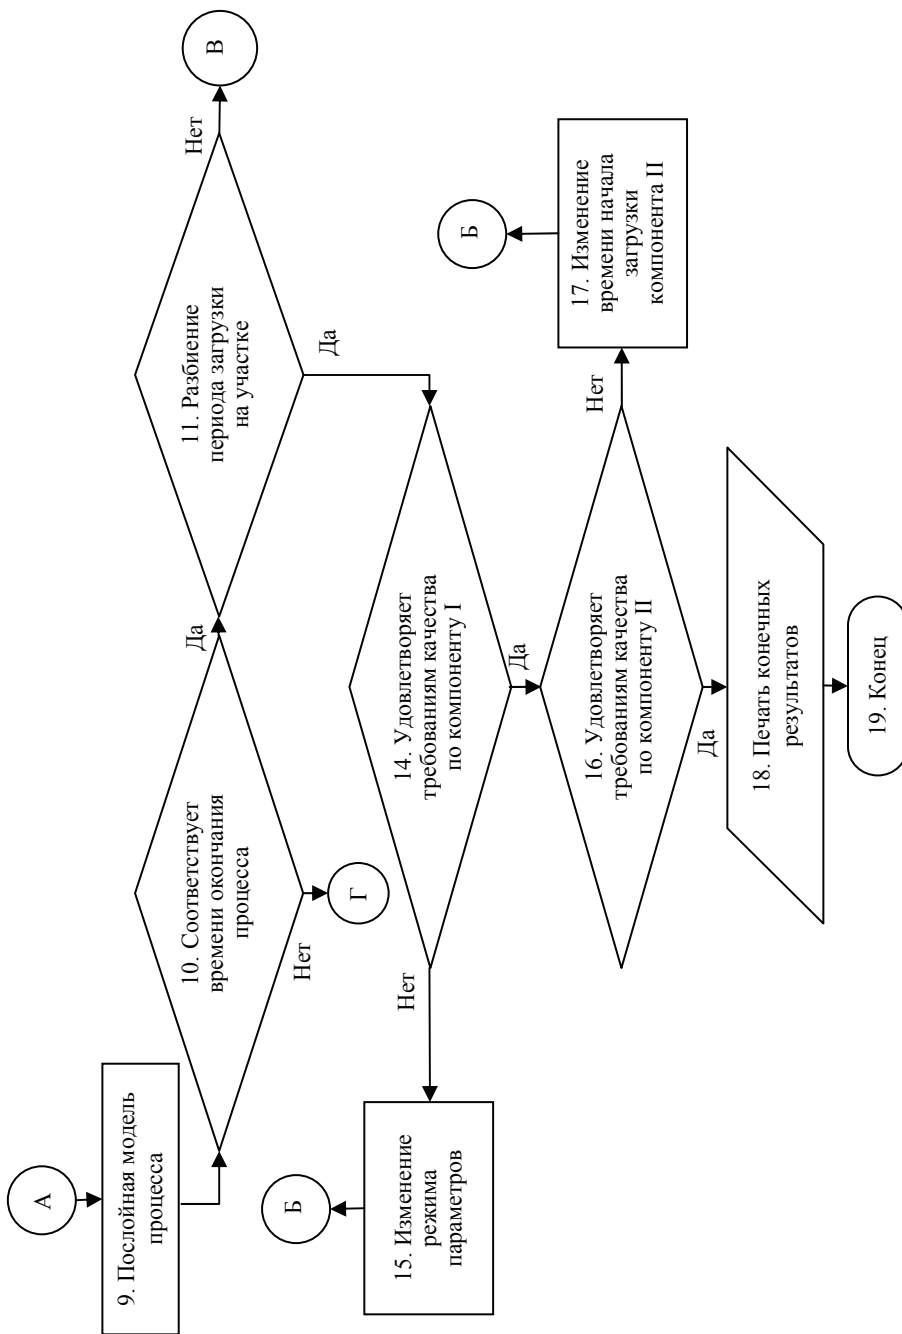 А
9. Послойная модель
процесса
10. Соответствует
времени окончания
процесса
Да
Нет
Г
11. Разбиение
периода загрузки
на участке
Нет
В
Да
14. Удовлетворяет
требованиям качества
по компоненту I
Нет
15. Изменение
режима
параметров
Б
Да
16. Удовлетворяет
требованиям качества
по компоненту II
Нет
17. Изменение
времени начала
загрузки
компонента II
Б
Да
18. Печать конечных
результатов
19. Конец